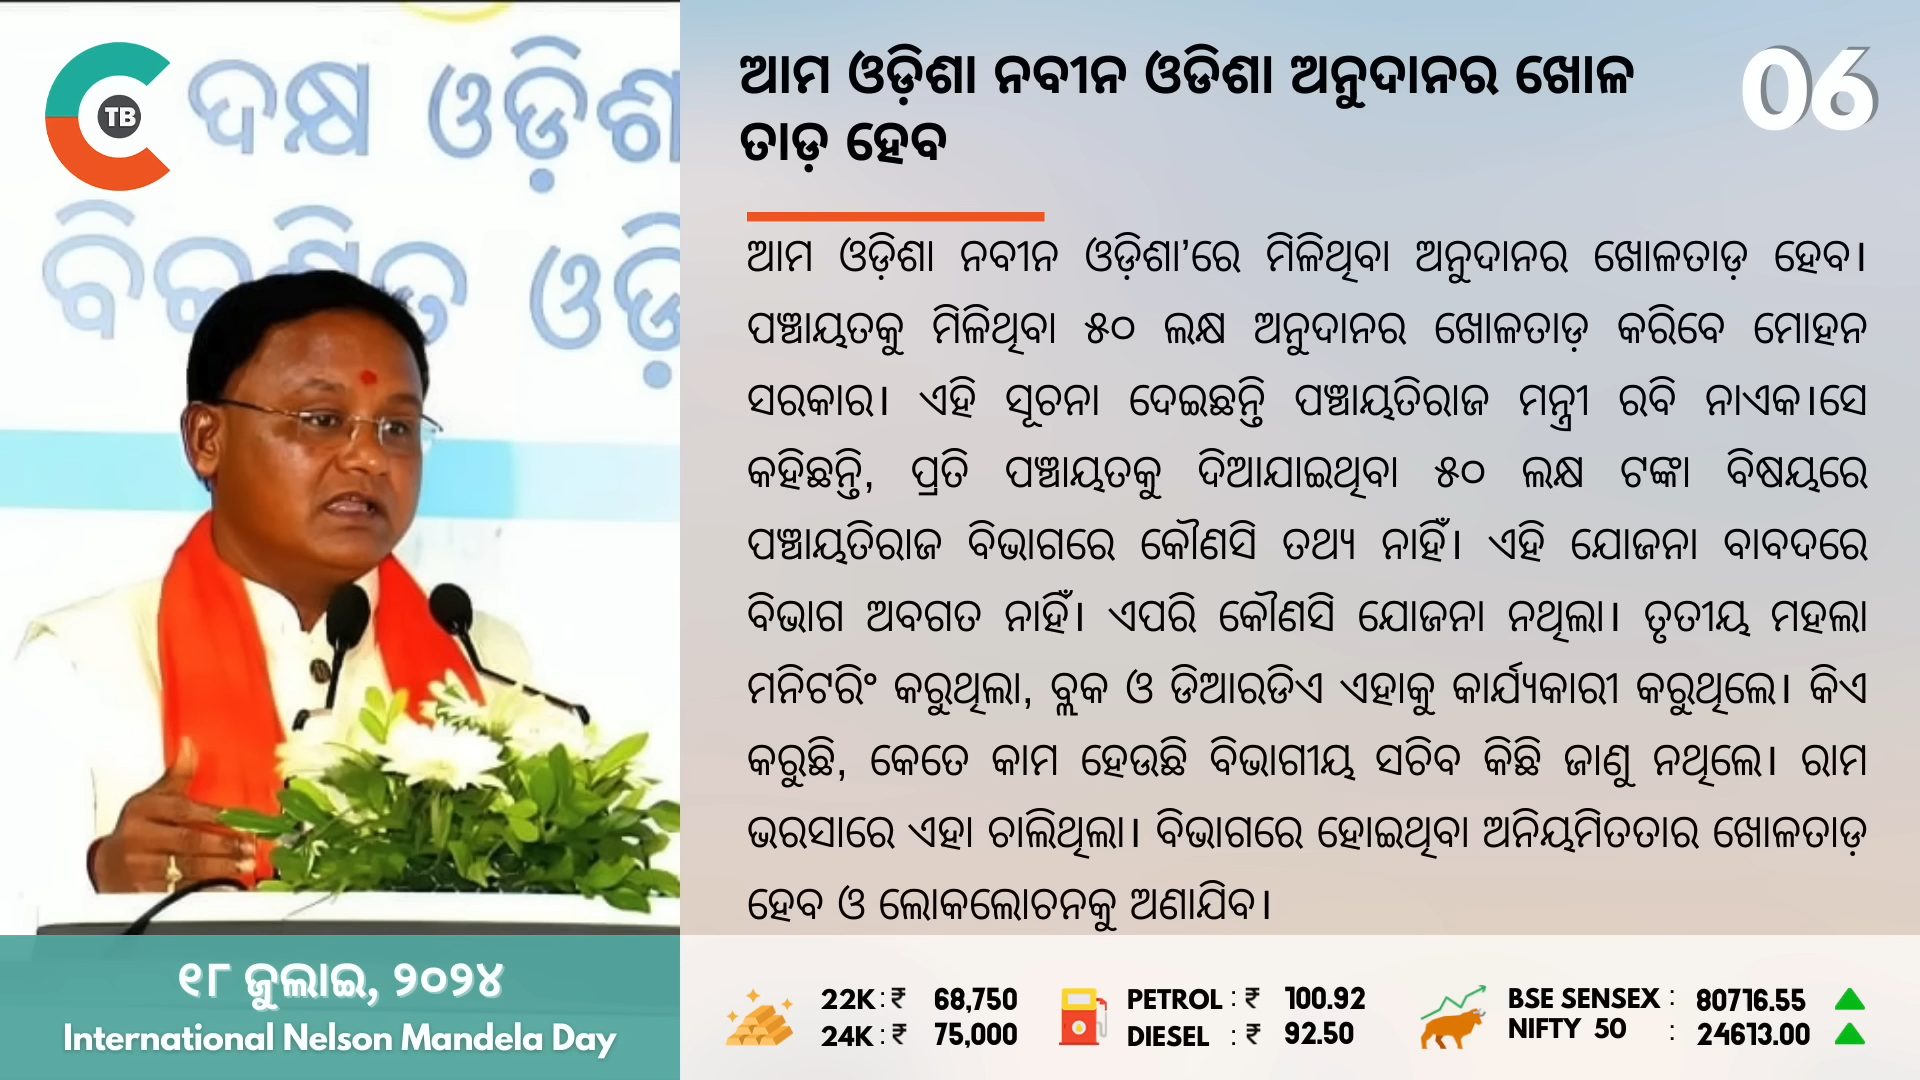 TB
ଦକ୍ଷ ଓଡ଼ିଶ
ଓଡ଼ି
ଆମ ଓଡ଼ିଶା ନବୀନ ଓଡିଶା ଅନୁଦାନର ଖୋଳ
ତାଡ଼ ହେବ
06
ଆମ ଓଡ଼ିଶା ନବୀନ ଓଡ଼ିଶା’ରେ ମିଳିଥିବା ଅନୁଦାନର ଖୋଳତାଡ଼ ହେବ।
ପଞ୍ଚାୟତକୁ ମିଳିଥିବା ୫୦ ଲକ୍ଷ ଅନୁଦାନର ଖୋଳତାଡ଼ କରିବେ ମୋହନ
ସରକାର। ଏହି ସୂଚନା ଦେଇଛନ୍ତି ପଞ୍ଚାୟତିରାଜ ମନ୍ତ୍ରୀ ରବି ନାଏକ।ସେ
କହିଛନ୍ତି, ପ୍ରତି ପଞ୍ଚାୟତକୁ ଦିଆଯାଇଥିବା ୫୦ ଲକ୍ଷ ଟଙ୍କା ବିଷୟରେ
ପଞ୍ଚାୟତିରାଜ ବିଭାଗରେ କୌଣସି ତଥ୍ୟ ନାହିଁ। ଏହି ଯୋଜନା ବାବଦରେ
ବିଭାଗ ଅବଗତ ନାହିଁ। ଏପରି କୌଣସି ଯୋଜନା ନଥିଲା। ତୃତୀୟ ମହଲା
ମନିଟରିଂ କରୁଥିଲା, ବ୍ଲକ ଓ ଡିଆରଡିଏ ଏହାକୁ କାର୍ଯ୍ୟକାରୀ କରୁଥିଲେ। କିଏ
କରୁଛି, କେତେ କାମ ହେଉଛି ବିଭାଗୀୟ ସଚିବ କିଛି ଜାଣୁ ନଥିଲେ। ରାମ
ଭରସାରେ ଏହା ଚାଲିଥିଲା। ବିଭାଗରେ ହୋଇଥିବା ଅନିୟମିତତାର ଖୋଳତାଡ଼
ହେବ ଓ ଲୋକଲୋଚନକୁ ଅଣାଯିବ।
୧୮ ଜୁଲାଇ, ୨୦୨୪
International Nelson Mandela Day
22K : ₹ 68,750
24K : ₹ 75,000
PETROL : ₹ 100.92
DIESEL : ₹ 92.50
BSE SENSEX : 80716.55
NIFTY 50 : 24613.00